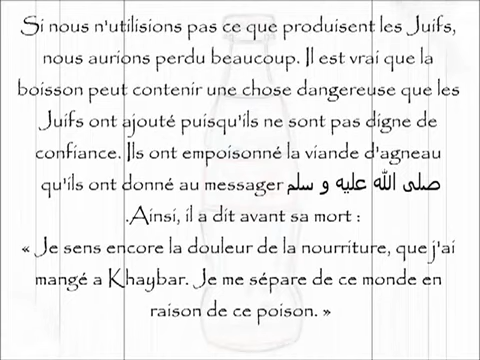 Si nous n'utilisions pas ce que produisent les Juifs,
nous aurions perdu beaucoup. Il est vrai que la
boisson peut contenir une chose dangereuse que les
Juifs ont ajouté puisqu'ils ne sont pas digne de
confiance. Ils ont empoisonné la viande d'agneau
qu'ils ont donné au messager صلى الله عليه و سلم
.Ainsi, il a dit avant sa mort :
« Je sens encore la douleur de la nourriture, que j'ai
mangé a Khaybar. Je me sépare de ce monde en
raison de ce poison. »